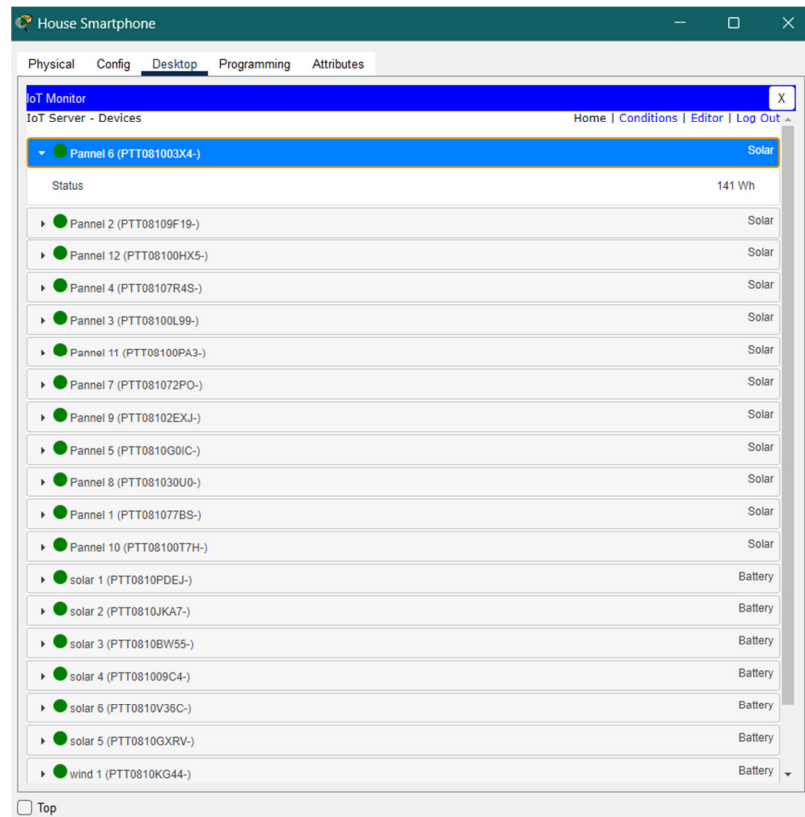 House Smartphone
Physical Config Desktop Programming Attributes
IoT Monitor X
IoT Server - Devices Home | Conditions | Editor | Log Out
Pannel 6 (PTT081003X4-) Solar
Status 141 Wh
Pannel 2 (PTT08109F19-) Solar
Pannel 12 (PTT08100HX5-) Solar
Pannel 4 (PTT08107R4S-) Solar
Pannel 3 (PTT08100L99-) Solar
Pannel 11 (PTT08100PA3-) Solar
Pannel 7 (PTT081072PO-) Solar
Pannel 9 (PTT08102EXJ-) Solar
Pannel 5 (PTT0810G0IC-) Solar
Pannel 8 (PTT081030U0-) Solar
Pannel 1 (PTT081077BS-) Solar
Pannel 10 (PTT08100T7H-) Solar
solar 1 (PTT0810PDEJ-) Battery
solar 2 (PTT0810JKA7-) Battery
solar 3 (PTT0810BW55-) Battery
solar 4 (PTT081009C4-) Battery
solar 6 (PTT0810V36C-) Battery
solar 5 (PTT0810GXRV-) Battery
wind 1 (PTT0810KG44-) Battery
Top